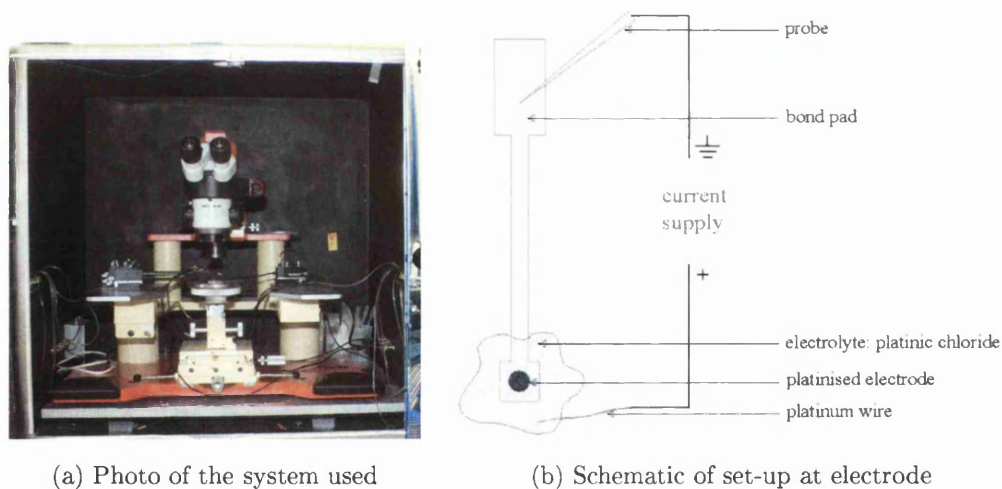 probe
bond pad
current
supply
+
electrolyte: platinic chloride
platinised electrode
platinum wire
(a) Photo of the system used
(b) Schematic of set-up at electrode